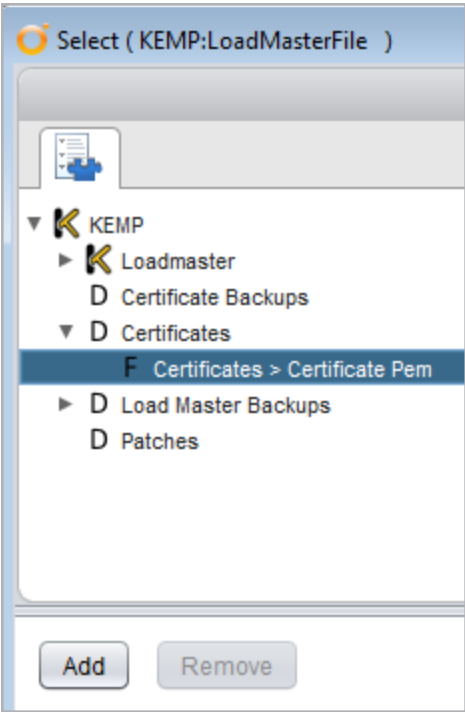 Select ( KEMP:LoadMasterFile )
KEMP
Loadmaster
D Certificate Backups
D Certificates
F Certificates > Certificate Pem
D Load Master Backups
D Patches
Add Remove